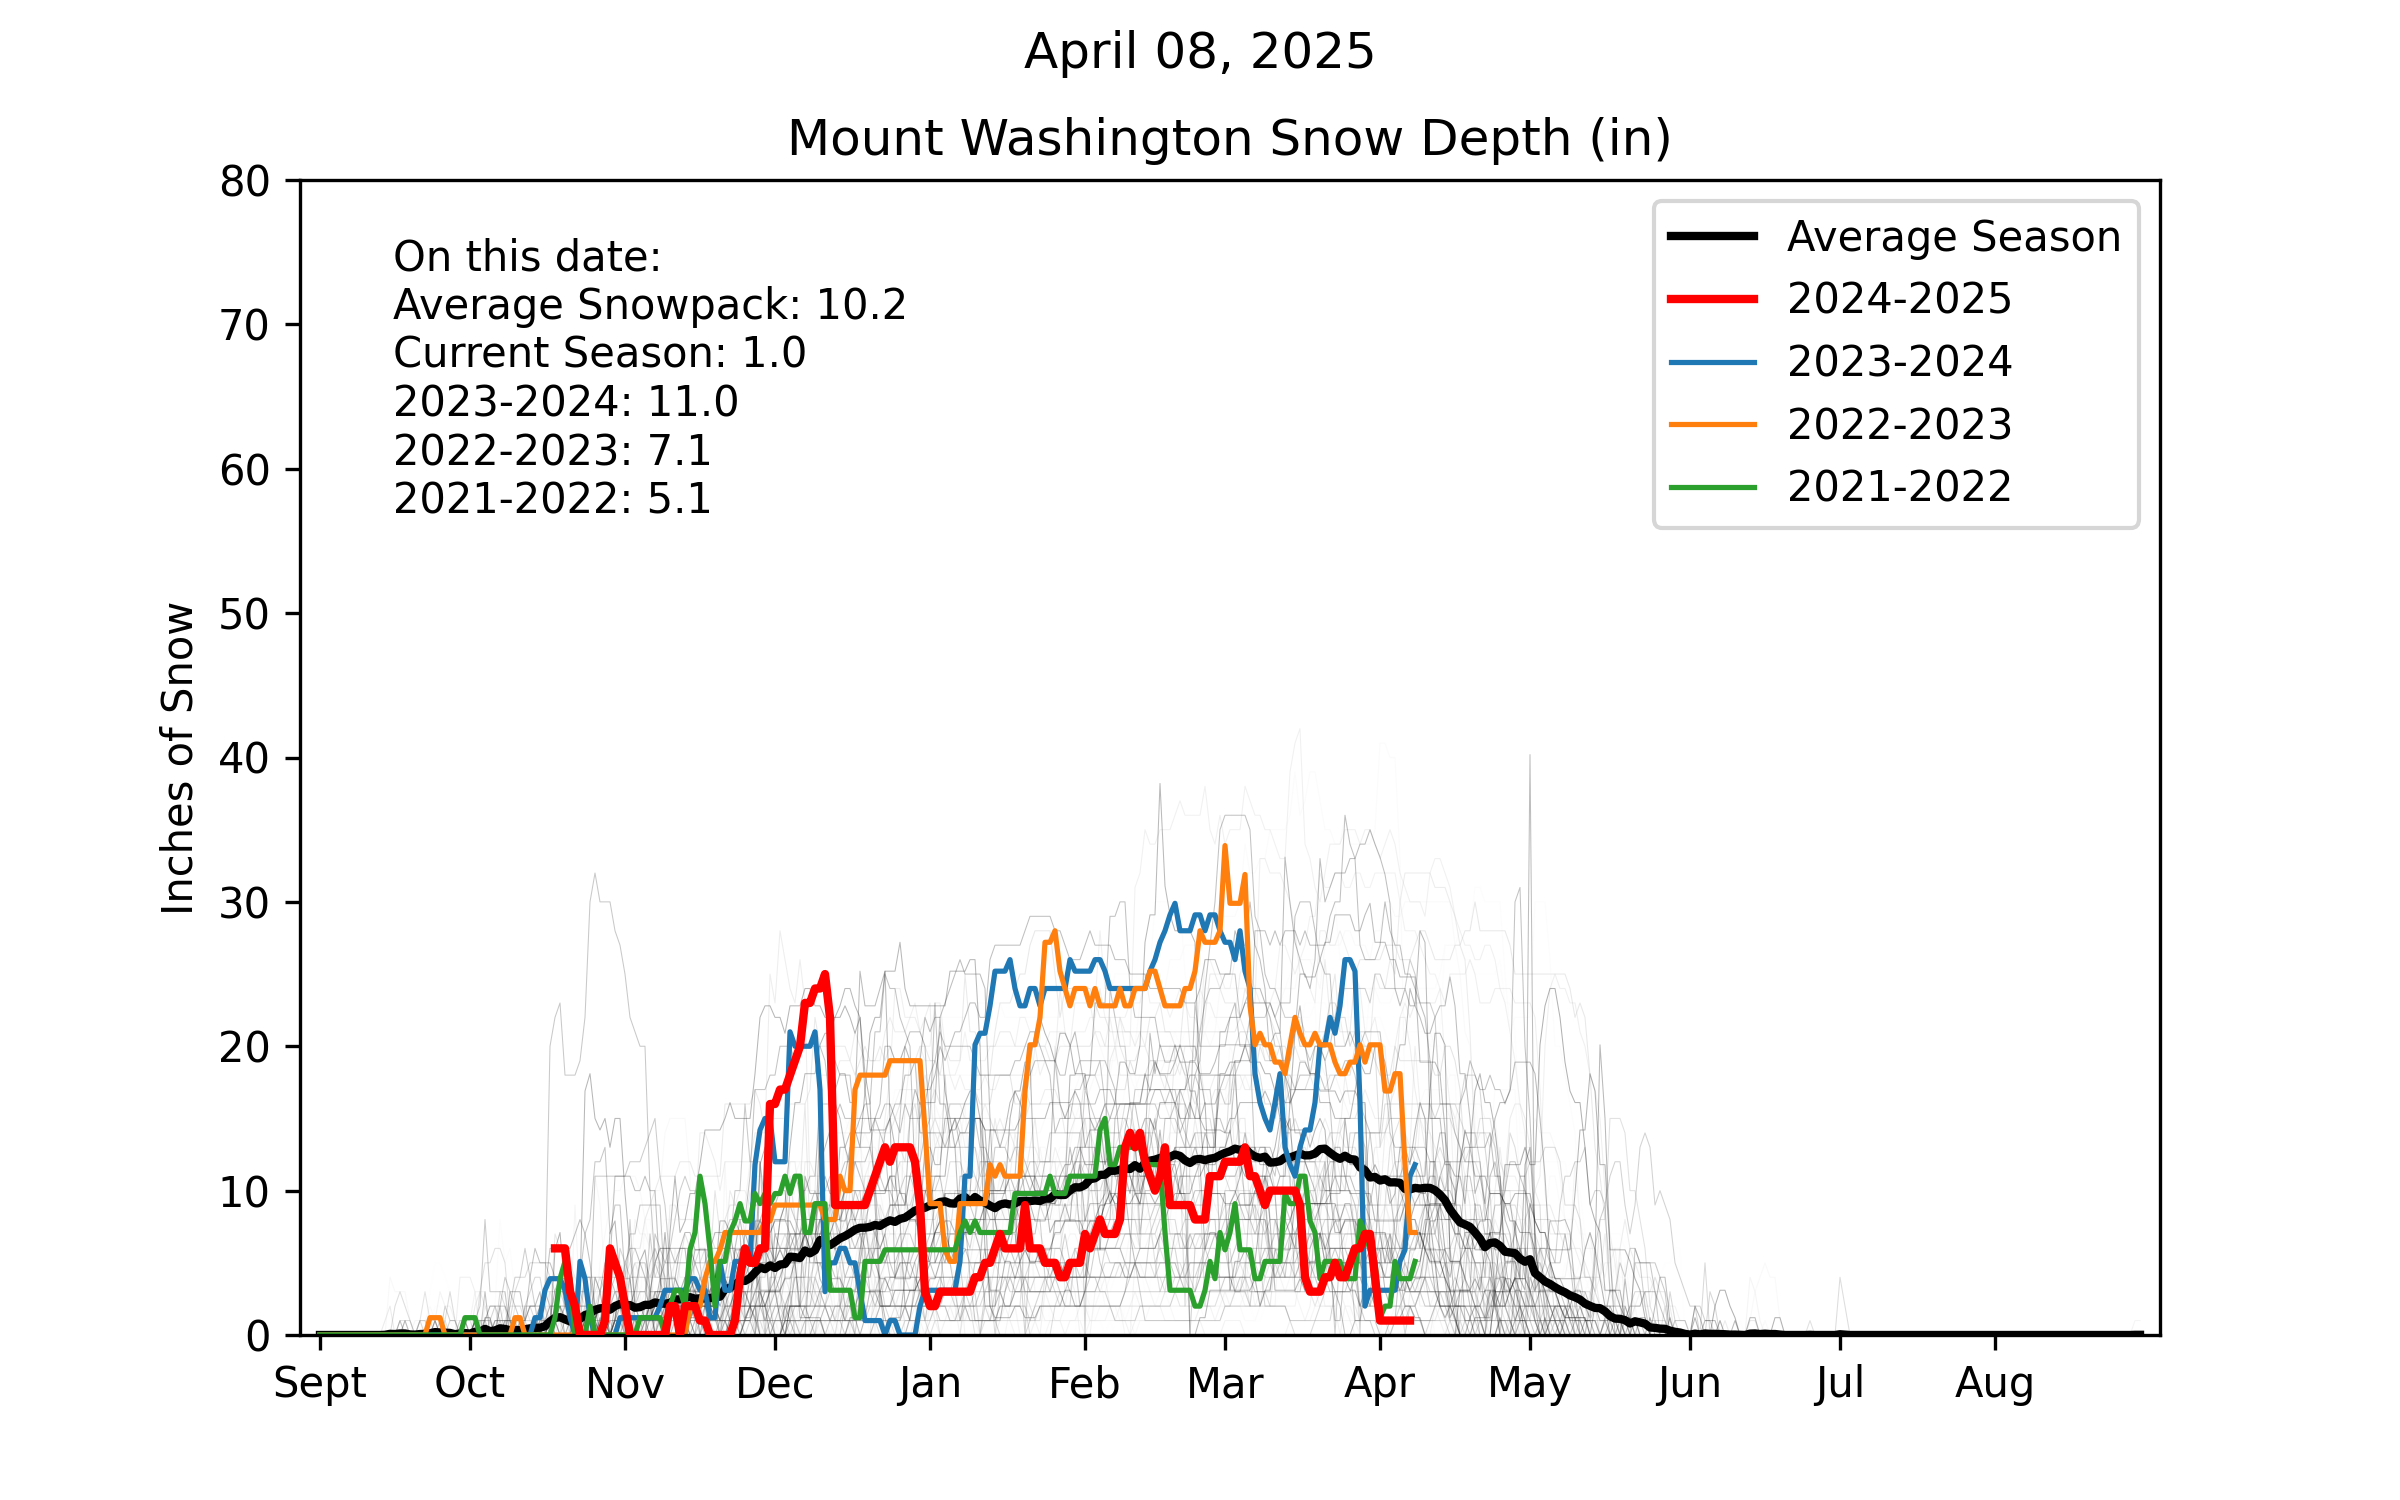 April 08, 2025
Mount Washington Snow Depth (in)
80
70
60
50
40
30
20
10
0
Inches of Snow
On this date:
Average Snowpack: 10.2
Current Season: 1.0
2023-2024: 11.0
2022-2023: 7.1
2021-2022: 5.1
Average Season
2024-2025
2023-2024
2022-2023
2021-2022
Sept Oct Nov Dec Jan Feb Mar Apr May Jun Jul Aug